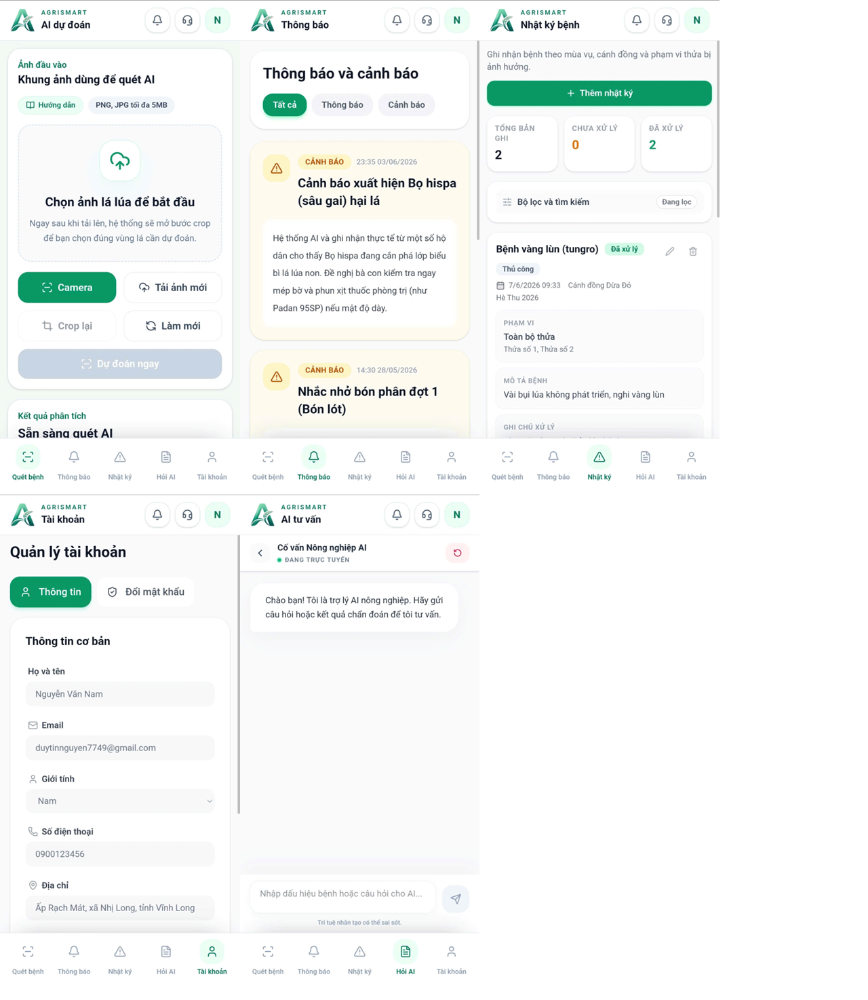 AGRISMART
AI dự đoán
N
Ảnh đầu vào
Khung ảnh dùng để quét AI
Hướng dẫn
PNG, JPG tối đa 5MB
Chọn ảnh lá lúa để bắt đầu
Ngay sau khi tải lên, hệ thống sẽ mở bước crop
để bạn chọn đúng vùng lá cần dự đoán.
Camera
Tải ảnh mới
Crop lại
Làm mới
Dự đoán ngay
Kết quả phân tích
Sẵn sàng quét AI
Quét bệnh
Thông báo
Nhật ký
Hỏi AI
Tài khoản
AGRISMART
Thông báo
N
Thông báo và cảnh báo
Tất cả
Thông báo
Cảnh báo
CẢNH BÁO
23:35 03/06/2026
Cảnh báo xuất hiện Bọ hispa
(sâu gai) hại lá
Hệ thống AI và ghi nhận thực tế từ một số hộ
dân cho thấy Bọ hispa đang cắn phá lớp biểu
bì lá lúa non. Đề nghị bà con kiểm tra ngay
mép bờ và phun xịt thuốc phòng trị (như
Padan 95SP) nếu mật độ dày.
CẢNH BÁO
14:30 28/05/2026
Nhắc nhở bón phân đợt 1
(Bón lót)
Quét bệnh
Thông báo
Nhật ký
Hỏi AI
Tài khoản
AGRISMART
Nhật ký bệnh
N
Ghi nhận bệnh theo mùa vụ, cánh đồng và phạm vi thửa bị
ảnh hưởng.
Thêm nhật ký
TỔNG BẢN
GHI
2
CHƯA XỬ LÝ
0
ĐÃ XỬ LÝ
2
Bộ lọc và tìm kiếm
Đang lọc
Bệnh vàng lùn (tungro)
Đã xử lý
Thủ công
7/6/2026 09:33
Cánh đồng Dừa Đỏ
Hè Thu 2026
PHẠM VI
Toàn bộ thửa
Thửa số 1, Thửa số 2
MÔ TẢ BỆNH
Vài bụi lúa không phát triển, nghi vàng lùn
GHI CHÚ XỬ LÝ
Quét bệnh
Thông báo
Nhật ký
Hỏi AI
Tài khoản
AGRISMART
Tài khoản
N
Quản lý tài khoản
Thông tin
Đổi mật khẩu
Thông tin cơ bản
Họ và tên
Nguyễn Văn Nam
Email
duytinnguyen7749@gmail.com
Giới tính
Nam
Số điện thoại
0900123456
Địa chỉ
Ấp Rạch Mát, xã Nhị Long, tỉnh Vĩnh Long
Quét bệnh
Thông báo
Nhật ký
Hỏi AI
Tài khoản
AGRISMART
AI tư vấn
N
Cố vấn Nông nghiệp AI
ĐANG TRỰC TUYẾN
Chào bạn! Tôi là trợ lý AI nông nghiệp. Hãy gửi
câu hỏi hoặc kết quả chẩn đoán để tôi tư vấn.
Nhập dấu hiệu bệnh hoặc câu hỏi cho AI...
Trí tuệ nhân tạo có thể sai sót.
Quét bệnh
Thông báo
Nhật ký
Hỏi AI
Tài khoản